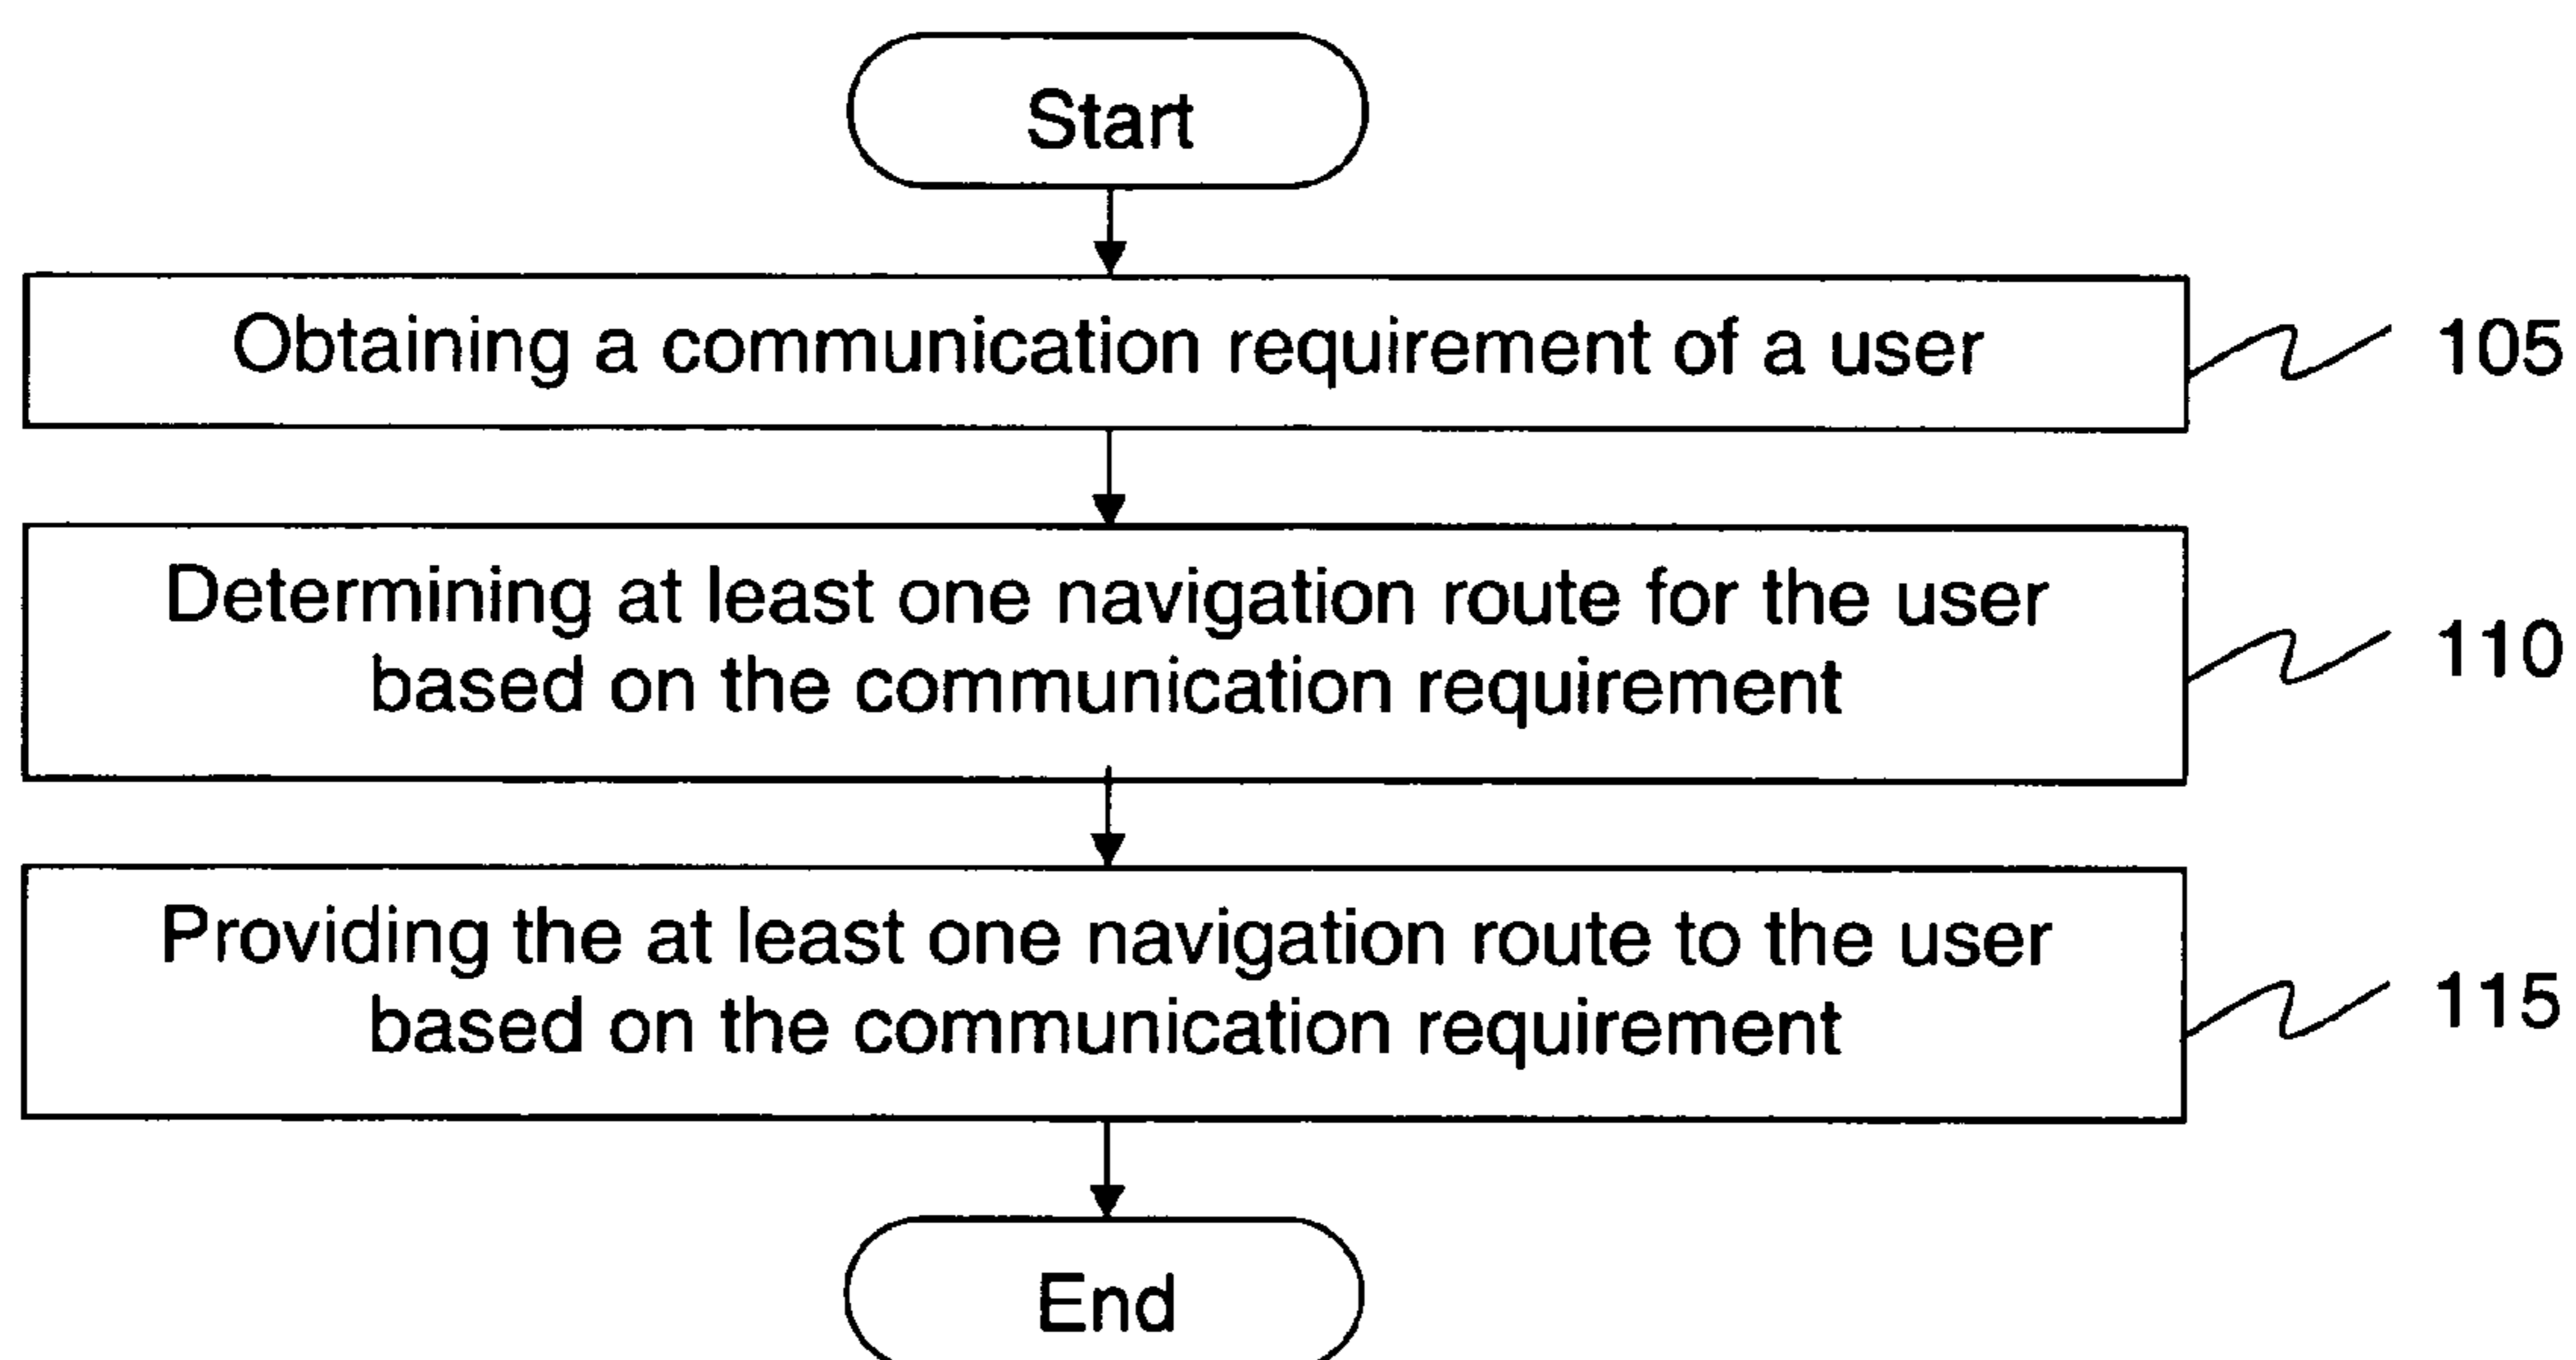 Start
Obtaining a communication requirement of a user
105
Determining at least one navigation route for the user
based on the communication requirement
110
Providing the at least one navigation route to the user
based on the communication requirement
115
End